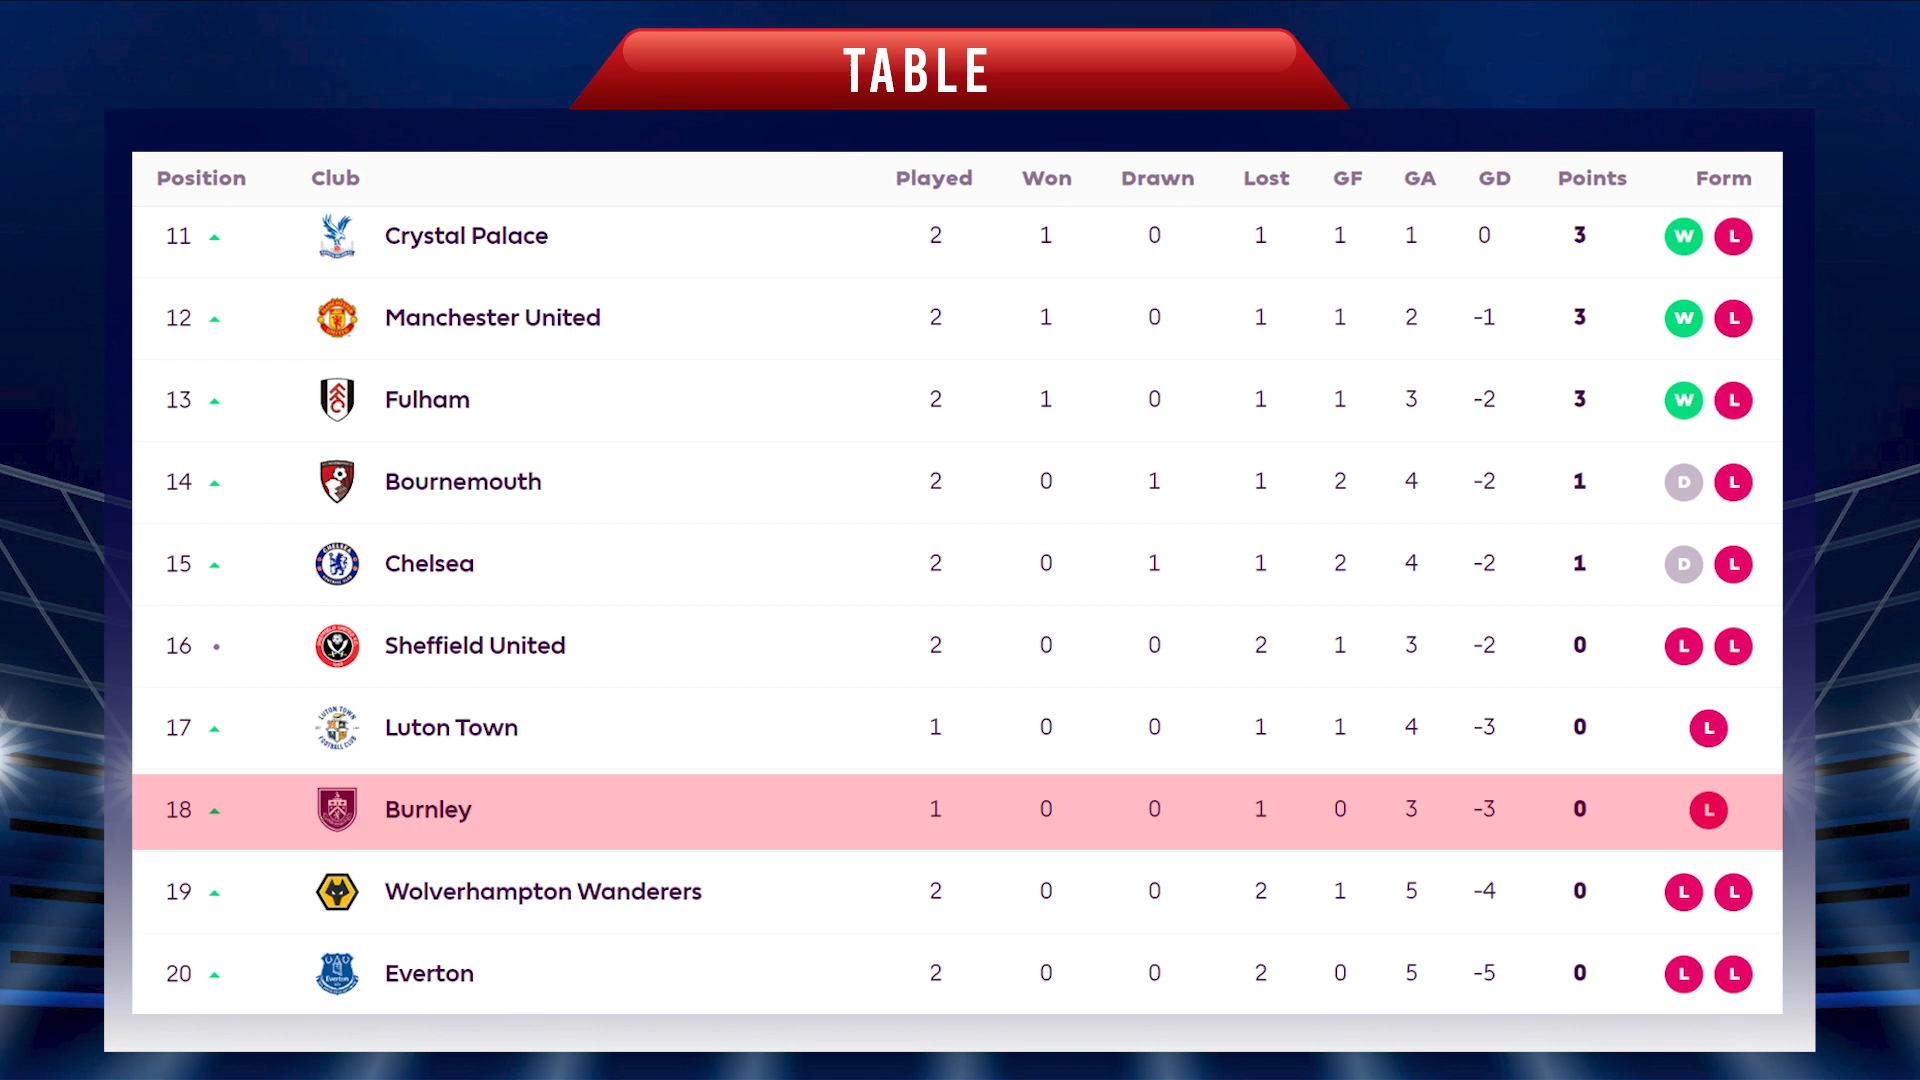 TABLE
Position Club Played Won Drawn Lost GF GA GD Points Form
11 Crystal Palace 2 1 0 1 1 1 0 3 W L
12 Manchester United 2 1 0 1 1 2 -1 3 W L
13 Fulham 2 1 0 1 1 3 -2 3 W L
14 Bournemouth 2 0 1 1 2 4 -2 1 D L
15 Chelsea 2 0 1 1 2 4 -2 1 D L
16 Sheffield United 2 0 0 2 1 3 -2 0 L L
17 Luton Town 1 0 0 1 1 4 -3 0 L
18 Burnley 1 0 0 1 0 3 -3 0 L
19 Wolverhampton Wanderers 2 0 0 2 1 5 -4 0 L L
20 Everton 2 0 0 2 0 5 -5 0 L L